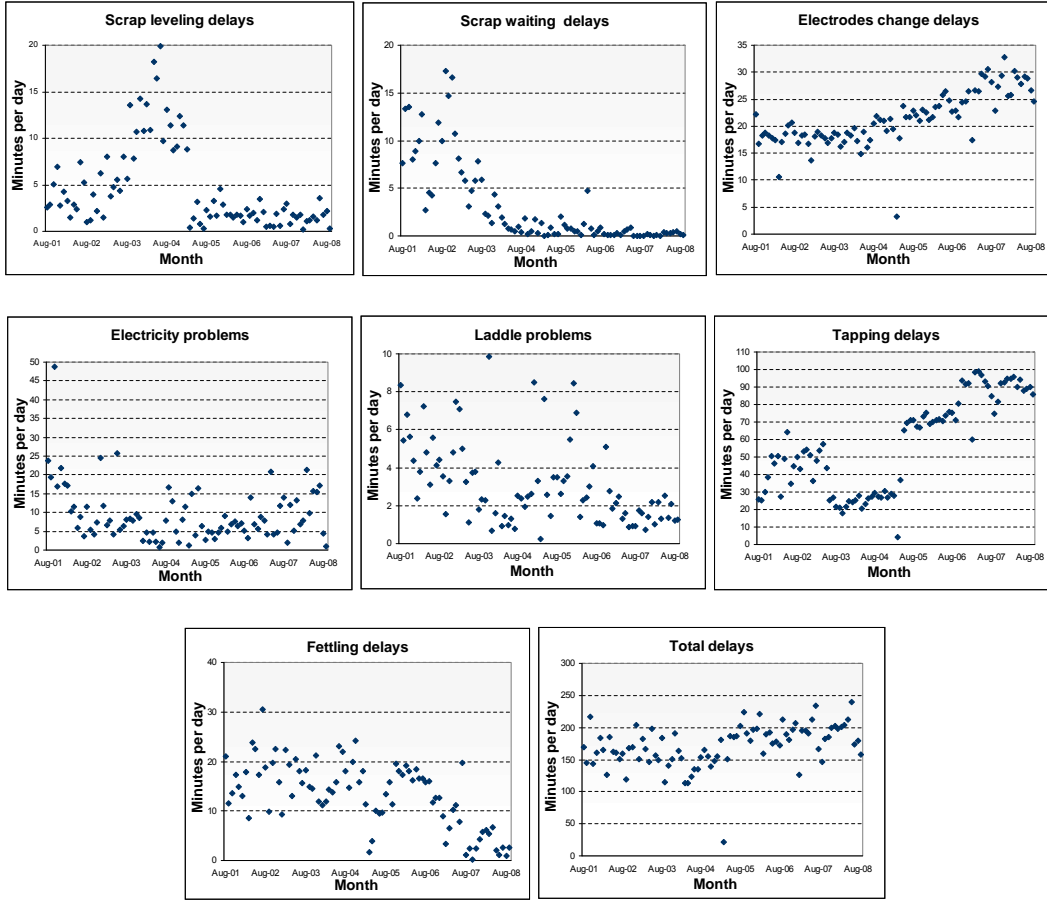 Scrap leveling delays
Minutes per day
20
15
10
5
0
Aug-01 Aug-02 Aug-03 Aug-04 Aug-05 Aug-06 Aug-07 Aug-08
Month
Scrap waiting delays
Minutes per day
20
15
10
5
0
Aug-01 Aug-02 Aug-03 Aug-04 Aug-05 Aug-06 Aug-07 Aug-08
Month
Electrodes change delays
Minutes per day
35
30
25
20
15
10
5
0
Aug-01 Aug-02 Aug-03 Aug-04 Aug-05 Aug-06 Aug-07 Aug-08
Month
Electricity problems
Minutes per day
50
45
40
35
30
25
20
15
10
5
0
Aug-01 Aug-02 Aug-03 Aug-04 Aug-05 Aug-06 Aug-07 Aug-08
Month
Laddle problems
Minutes per day
10
8
6
4
2
0
Aug-01 Aug-02 Aug-03 Aug-04 Aug-05 Aug-06 Aug-07 Aug-08
Month
Tapping delays
Minutes per day
110
100
90
80
70
60
50
40
30
20
10
0
Aug-01 Aug-02 Aug-03 Aug-04 Aug-05 Aug-06 Aug-07 Aug-08
Month
Fettling delays
Minutes per day
40
30
20
10
0
Aug-01 Aug-02 Aug-03 Aug-04 Aug-05 Aug-06 Aug-07 Aug-08
Month
Total delays
Minutes per day
300
250
200
150
100
50
0
Aug-01 Aug-02 Aug-03 Aug-04 Aug-05 Aug-06 Aug-07 Aug-08
Month